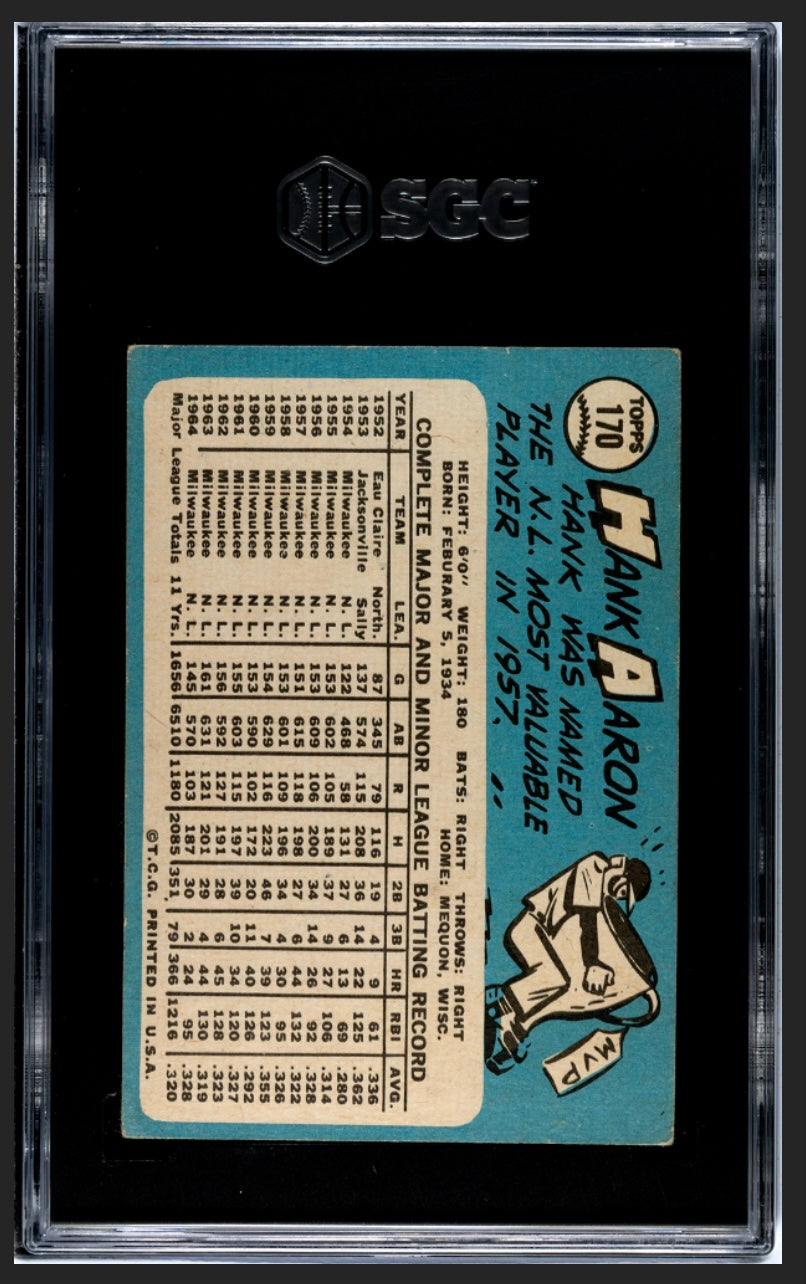 SGC
TOPPS
170
HANK AARON
HANK WAS NAMED
THE N.L. MOST VALUABLE
PLAYER IN 1957.
MVP
HEIGHT: 6'0" WEIGHT: 180 BATS: RIGHT THROWS: RIGHT
BORN: FEBURARY 5, 1934 HOME: MEQUON, WISC.
COMPLETE MAJOR AND MINOR LEAGUE BATTING RECORD
YEAR TEAM LEA. G AB R H 2B 3B HR RBI AVG.
1952 Eau Claire North. 87 345 79 116 19 4 9 61 .336
1953 Jacksonville Sally 137 574 115 208 36 14 22 125 .362
1954 Milwaukee N. L. 122 468 58 131 27 6 13 69 .280
1955 Milwaukee N. L. 153 602 105 189 37 9 27 106 .314
1956 Milwaukee N. L. 153 609 106 200 34 14 26 92 .328
1957 Milwaukee N. L. 151 615 118 198 27 6 44 132 .322
1958 Milwaukee N. L. 153 601 109 196 34 4 30 95 .326
1959 Milwaukee N. L. 154 629 116 223 46 7 39 123 .355
1960 Milwaukee N. L. 153 590 102 172 20 11 40 126 .292
1961 Milwaukee N. L. 155 603 115 197 39 10 34 120 .327
1962 Milwaukee N. L. 156 592 127 191 28 6 45 128 .323
1963 Milwaukee N. L. 161 631 121 201 29 4 44 130 .319
1964 Milwaukee N. L. 145 570 103 187 30 2 24 95 .328
Major League Totals 11 Yrs. 1656 6510 1180 2085 351 79 366 1216 .320
©T.C.G. PRINTED IN U.S.A.